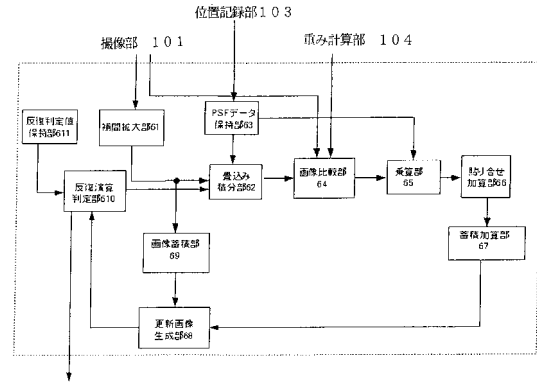 位置記録部103
撮像部 101
重み計算部 104
反復判定値
保持部611
補間拡大部61
PSFデータ
保持部63
反復演算
判定部610
畳込み
積分部62
画像比較部
64
乗算部
65
貼り合せ
加算部66
画像蓄積部
69
蓄積加算部
67
更新画像
生成部68